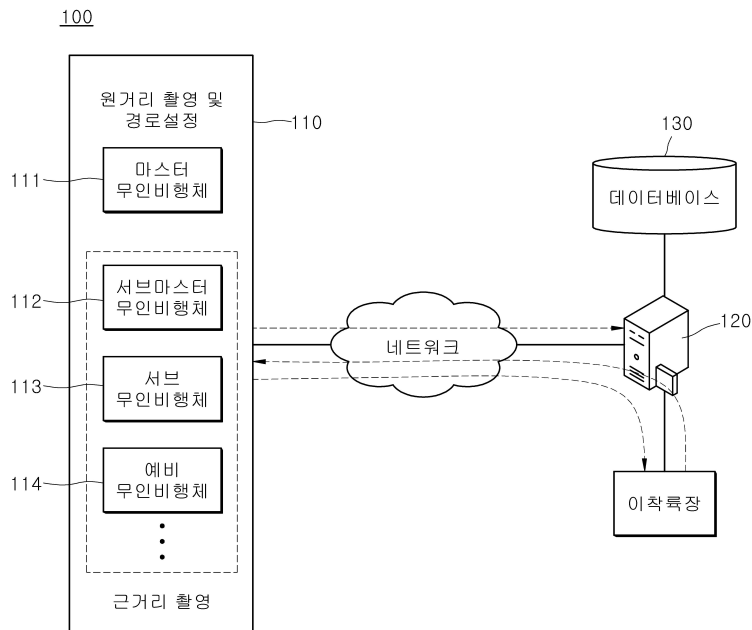 100
원거리 촬영 및
경로설정
110
111
마스터
무인비행체
112
서브마스터
무인비행체
113
서브
무인비행체
114
예비
무인비행체
근거리 촬영
네트워크
130
데이터베이스
120
이착륙장